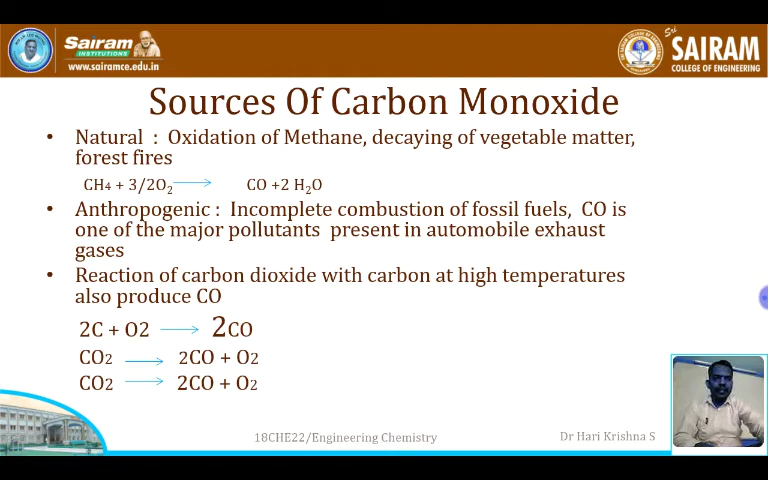 Sairam
INSTITUTIONS
www.sairamce.edu.in
Sri
SAIRAM
COLLEGE OF ENGINEERING
Sources Of Carbon Monoxide
• Natural : Oxidation of Methane, decaying of vegetable matter,
forest fires
CH4 + 3/2O2 → CO +2 H2O
• Anthropogenic : Incomplete combustion of fossil fuels, CO is
one of the major pollutants present in automobile exhaust
gases
• Reaction of carbon dioxide with carbon at high temperatures
also produce CO
2C + O2 → 2CO
CO2 → 2CO + O2
CO2 → 2CO + O2
18CHE22/Engineering Chemistry
Dr Hari Krishna S